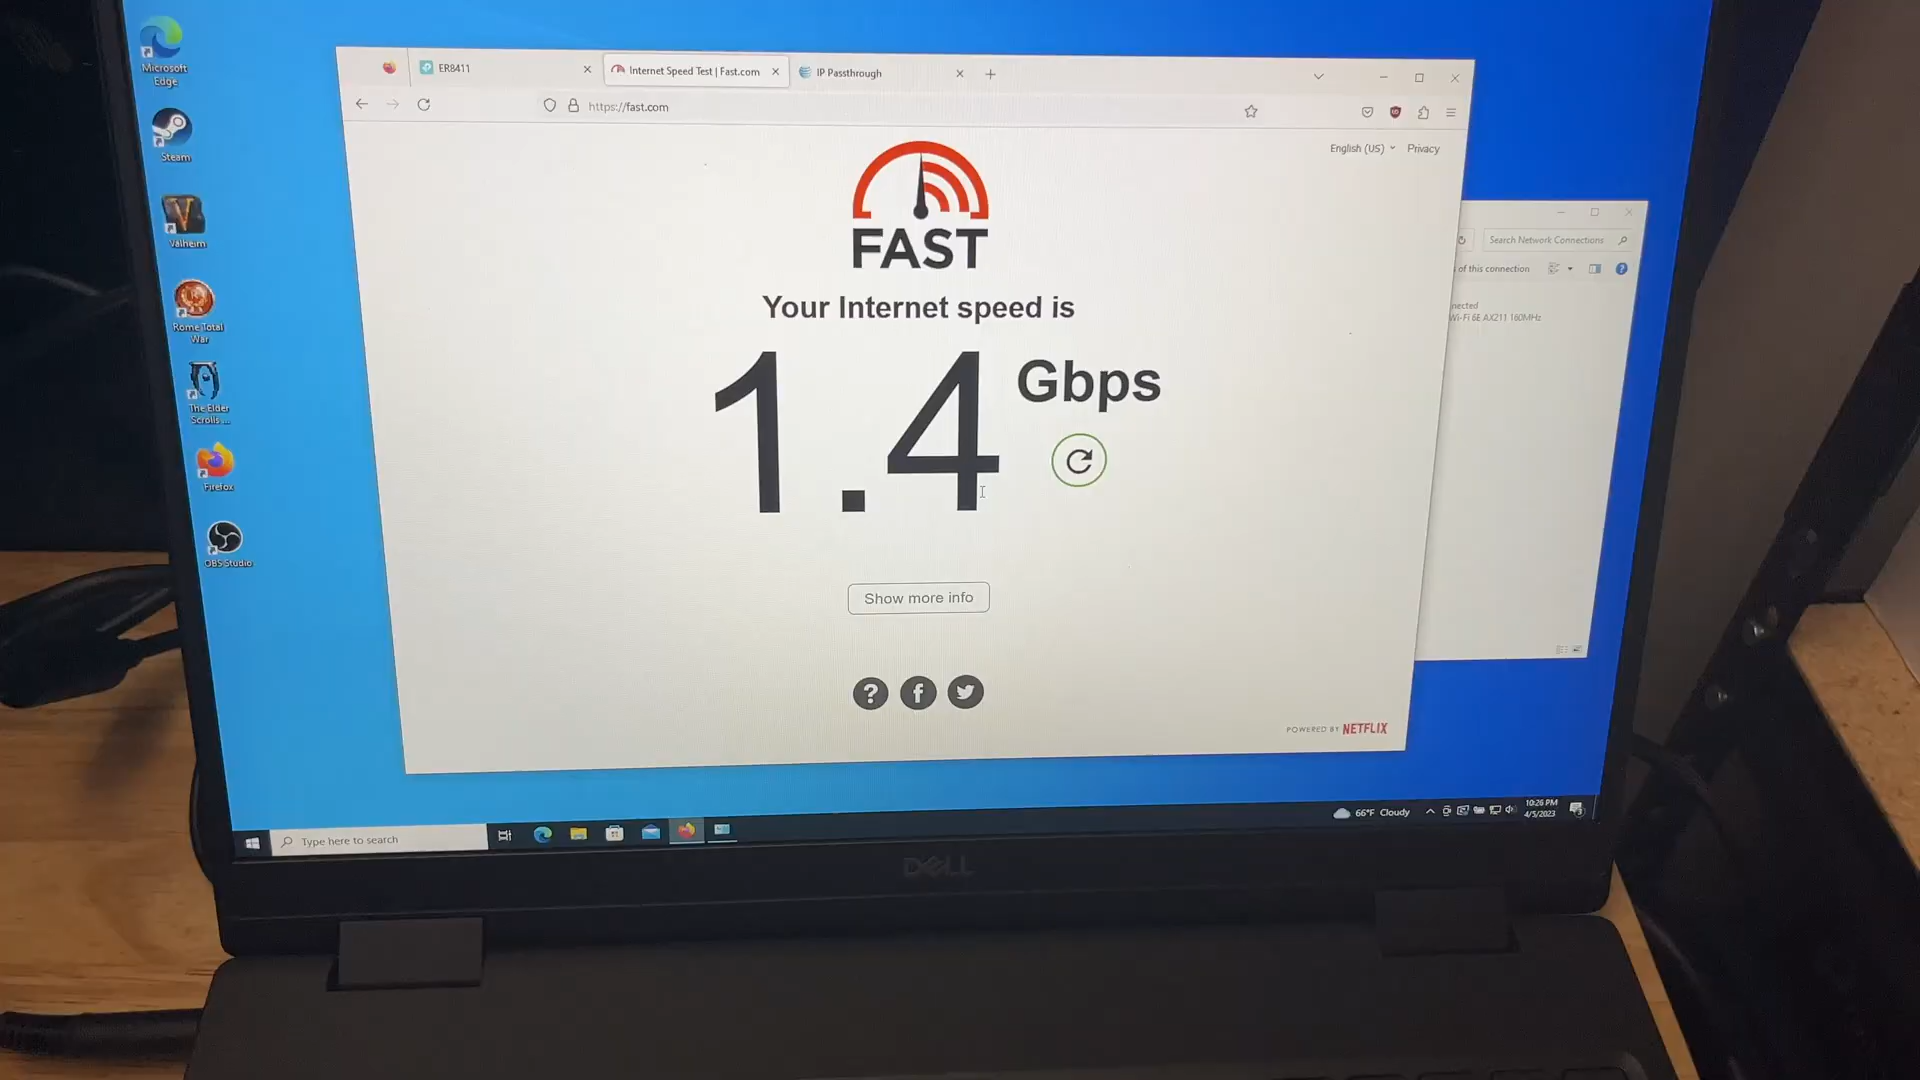 Microsoft
Edge
Steam
Valheim
Rome Total
War
The Elder
Scrolls ...
Firefox
OBS Studio
ER8411
Internet Speed Test | Fast.com
IP Passthrough
https://fast.com
English (US)
Privacy
FAST
Your Internet speed is
1.4 Gbps
Show more info
POWERED BY NETFLIX
Search Network Connections
of this connection
Wi-Fi 6E AX211 160MHz
Type here to search
66°F Cloudy
10:26 PM
4/5/2023
DELL